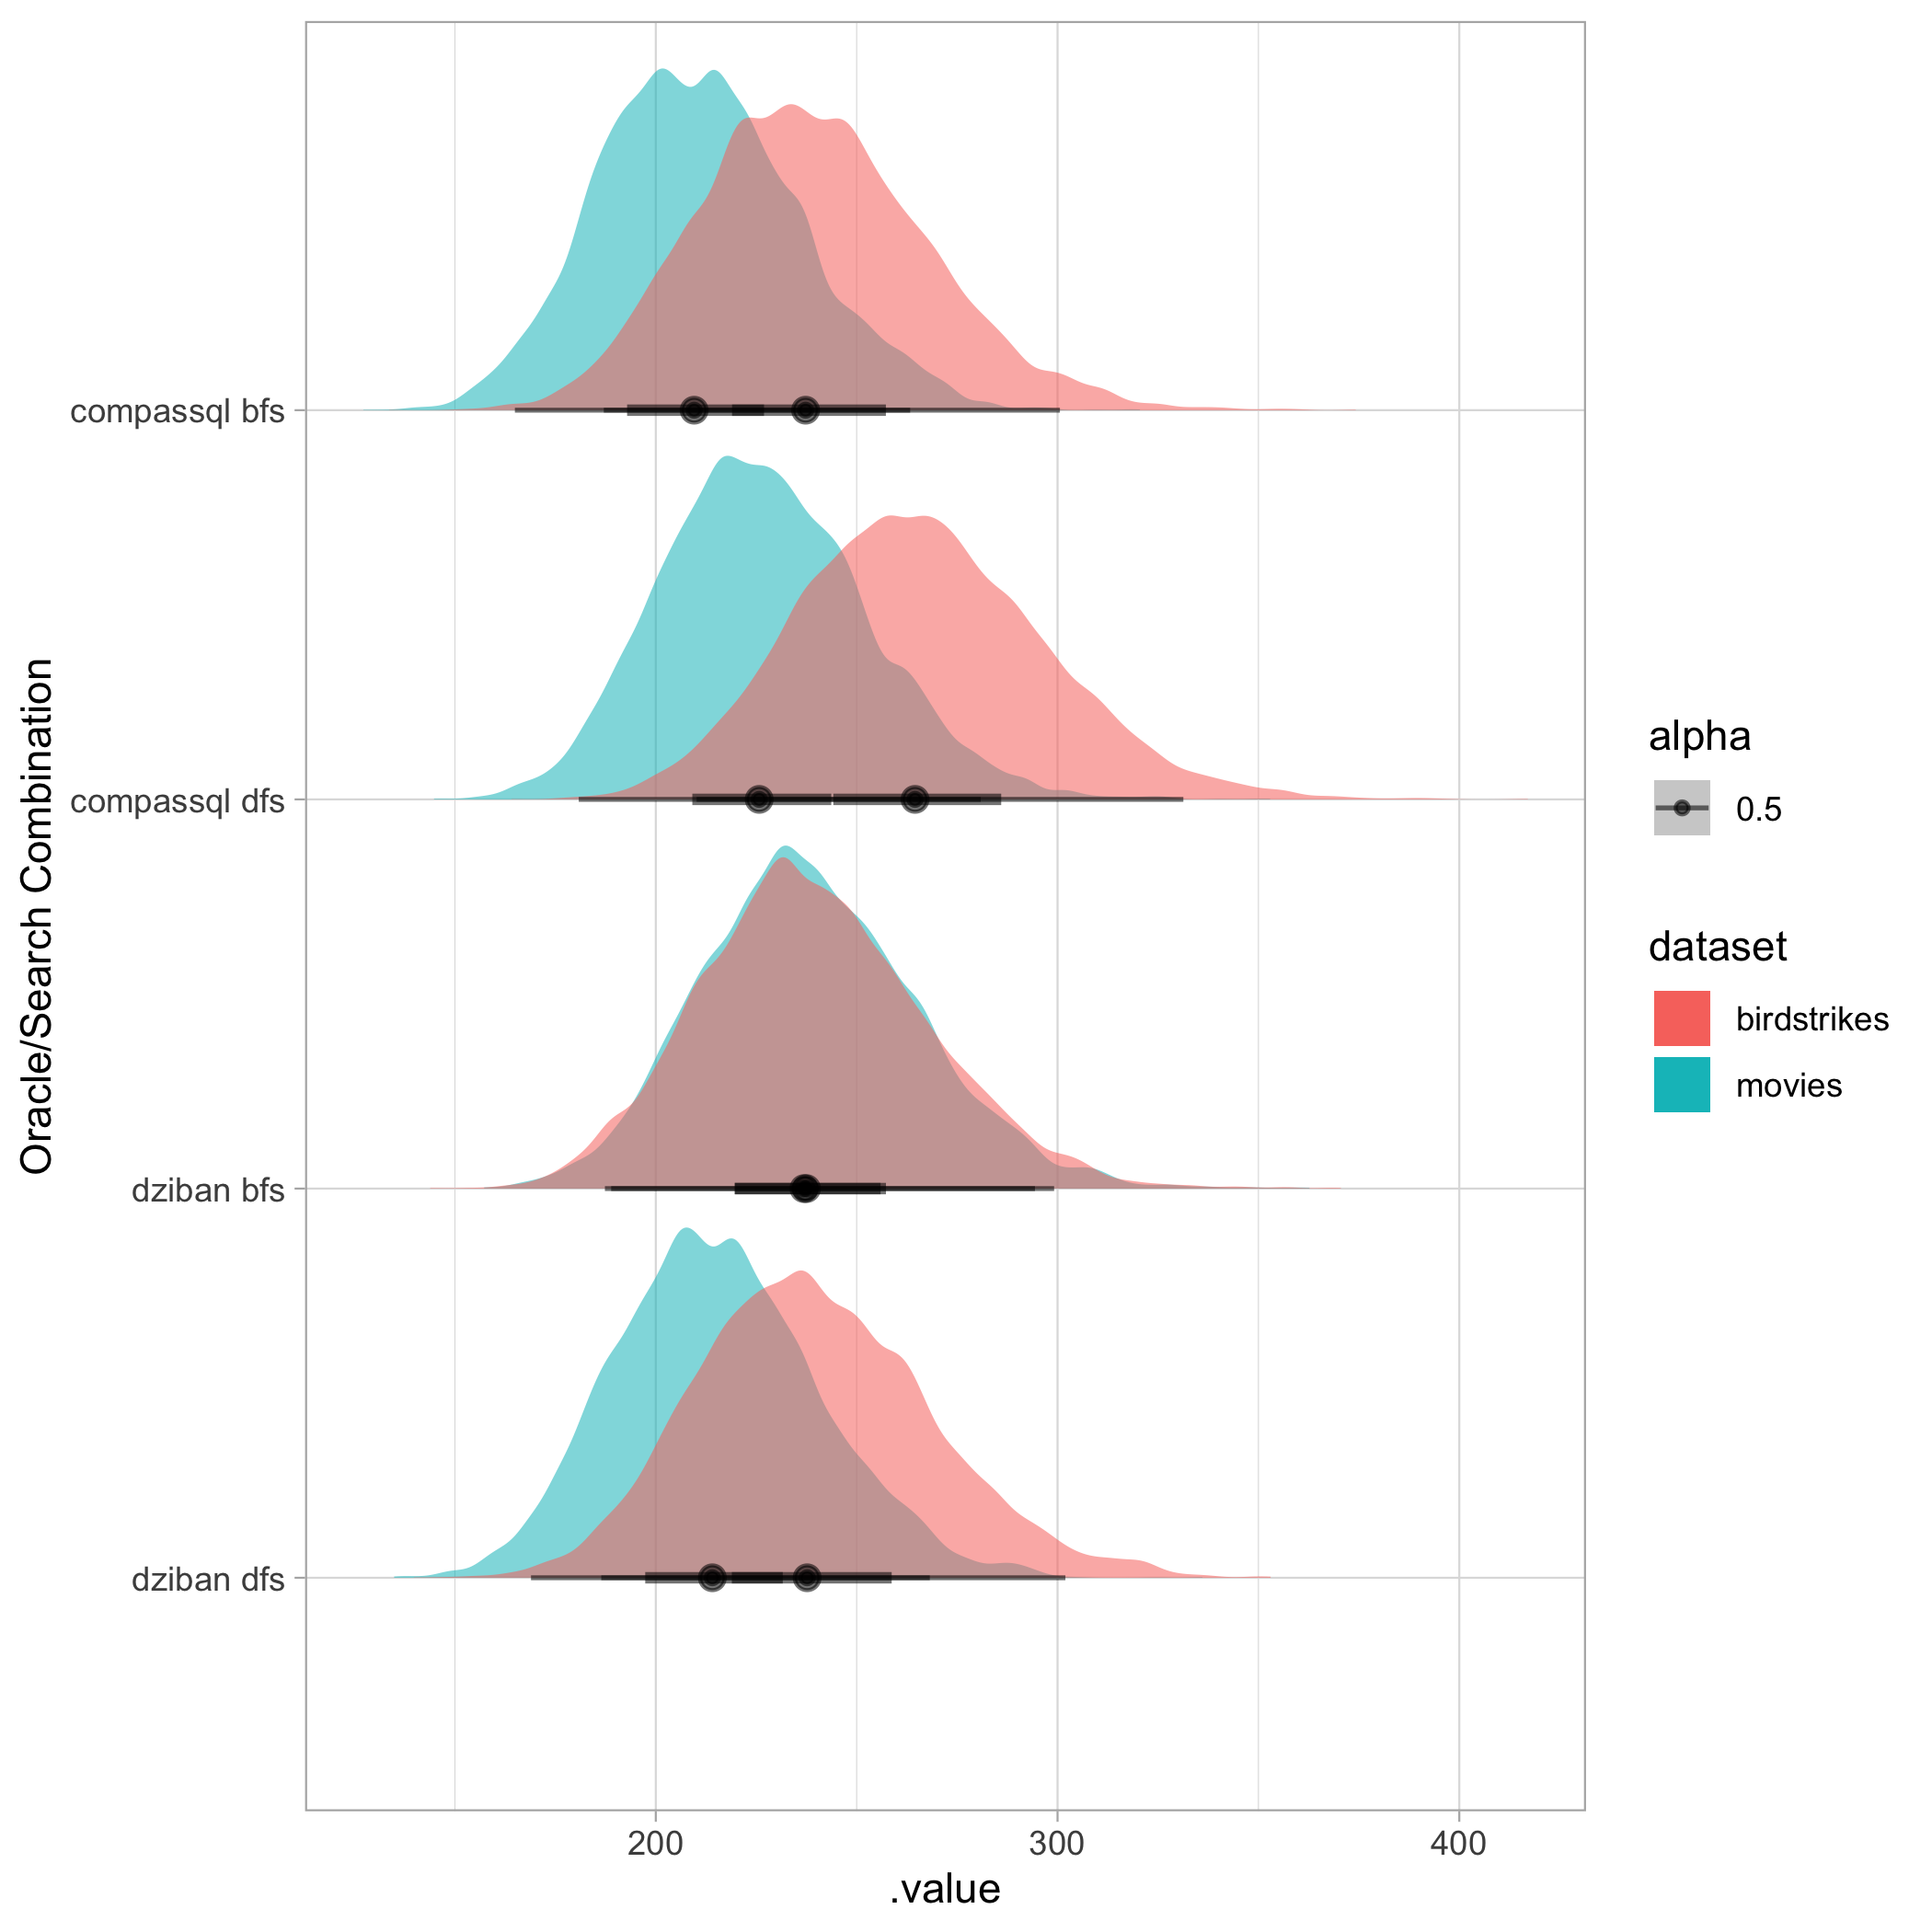 Oracle/Search Combination
compassql bfs
compassql dfs
dziban bfs
dziban dfs
200
300
400
.value
alpha
0.5
dataset
birdstrikes
movies